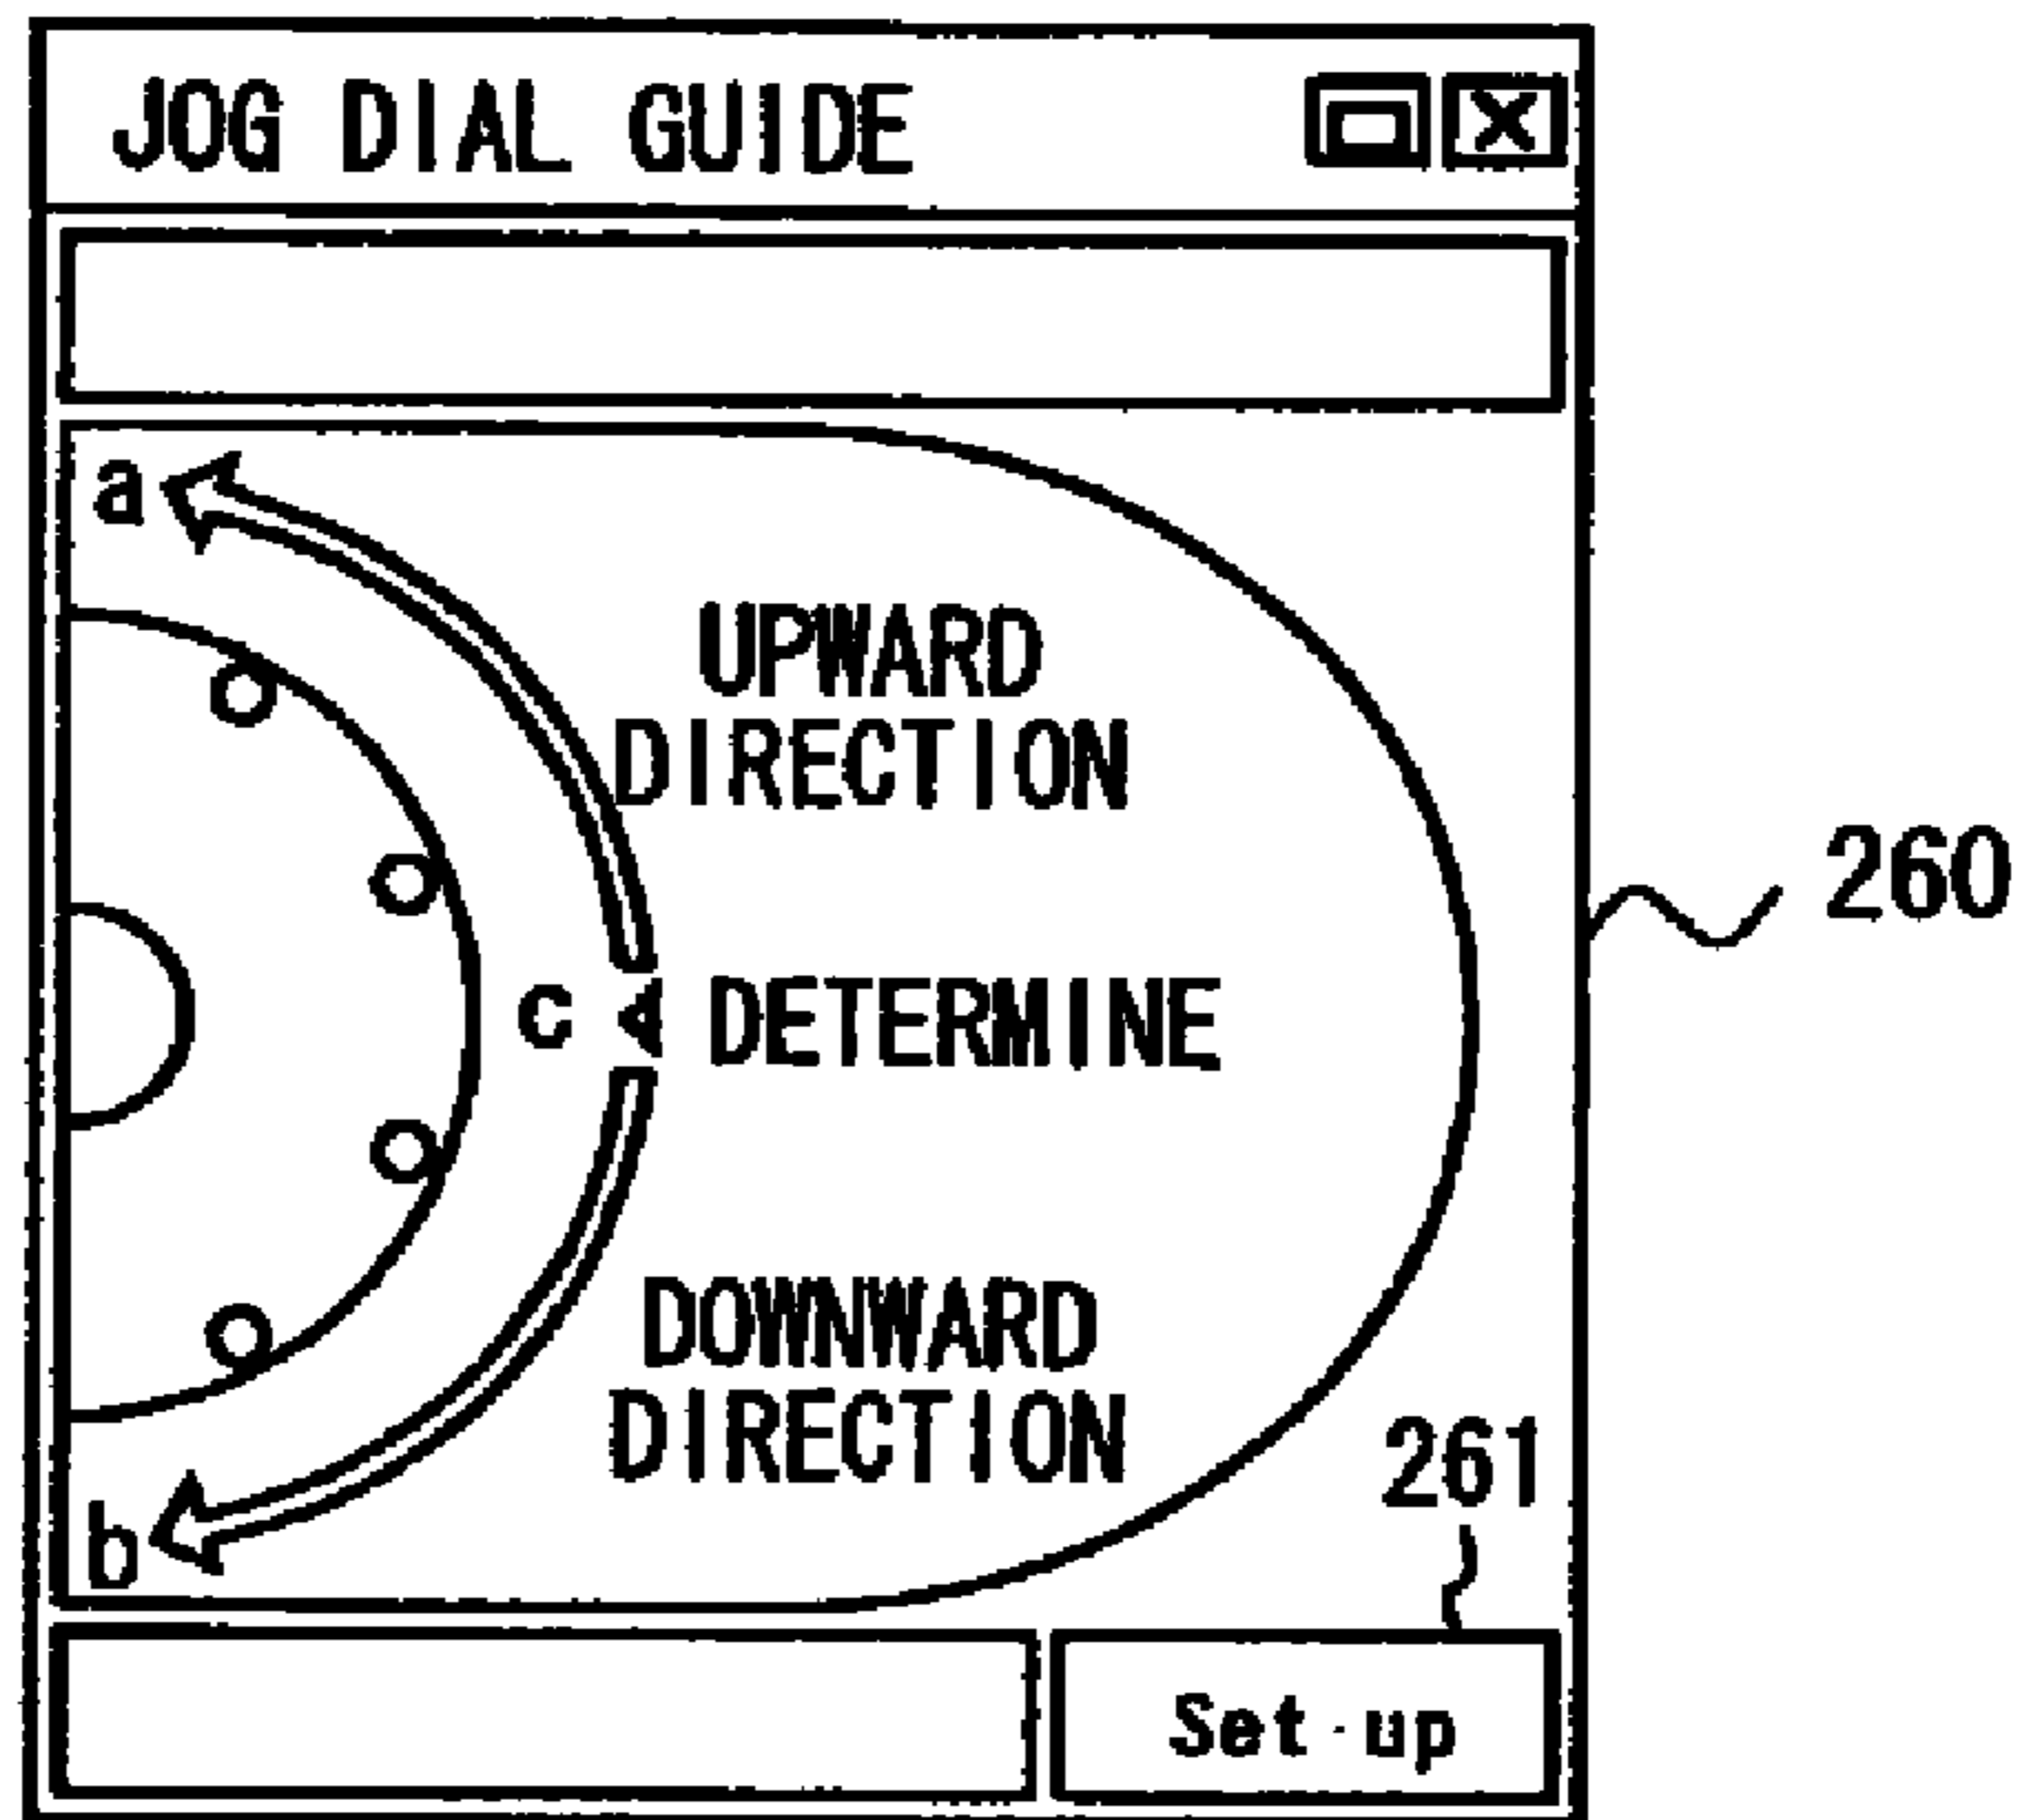 JOG DIAL GUIDE
a
UPWARD
DIRECTION
260
c DETERMINE
DOWNWARD
DIRECTION
261
b
Set-up